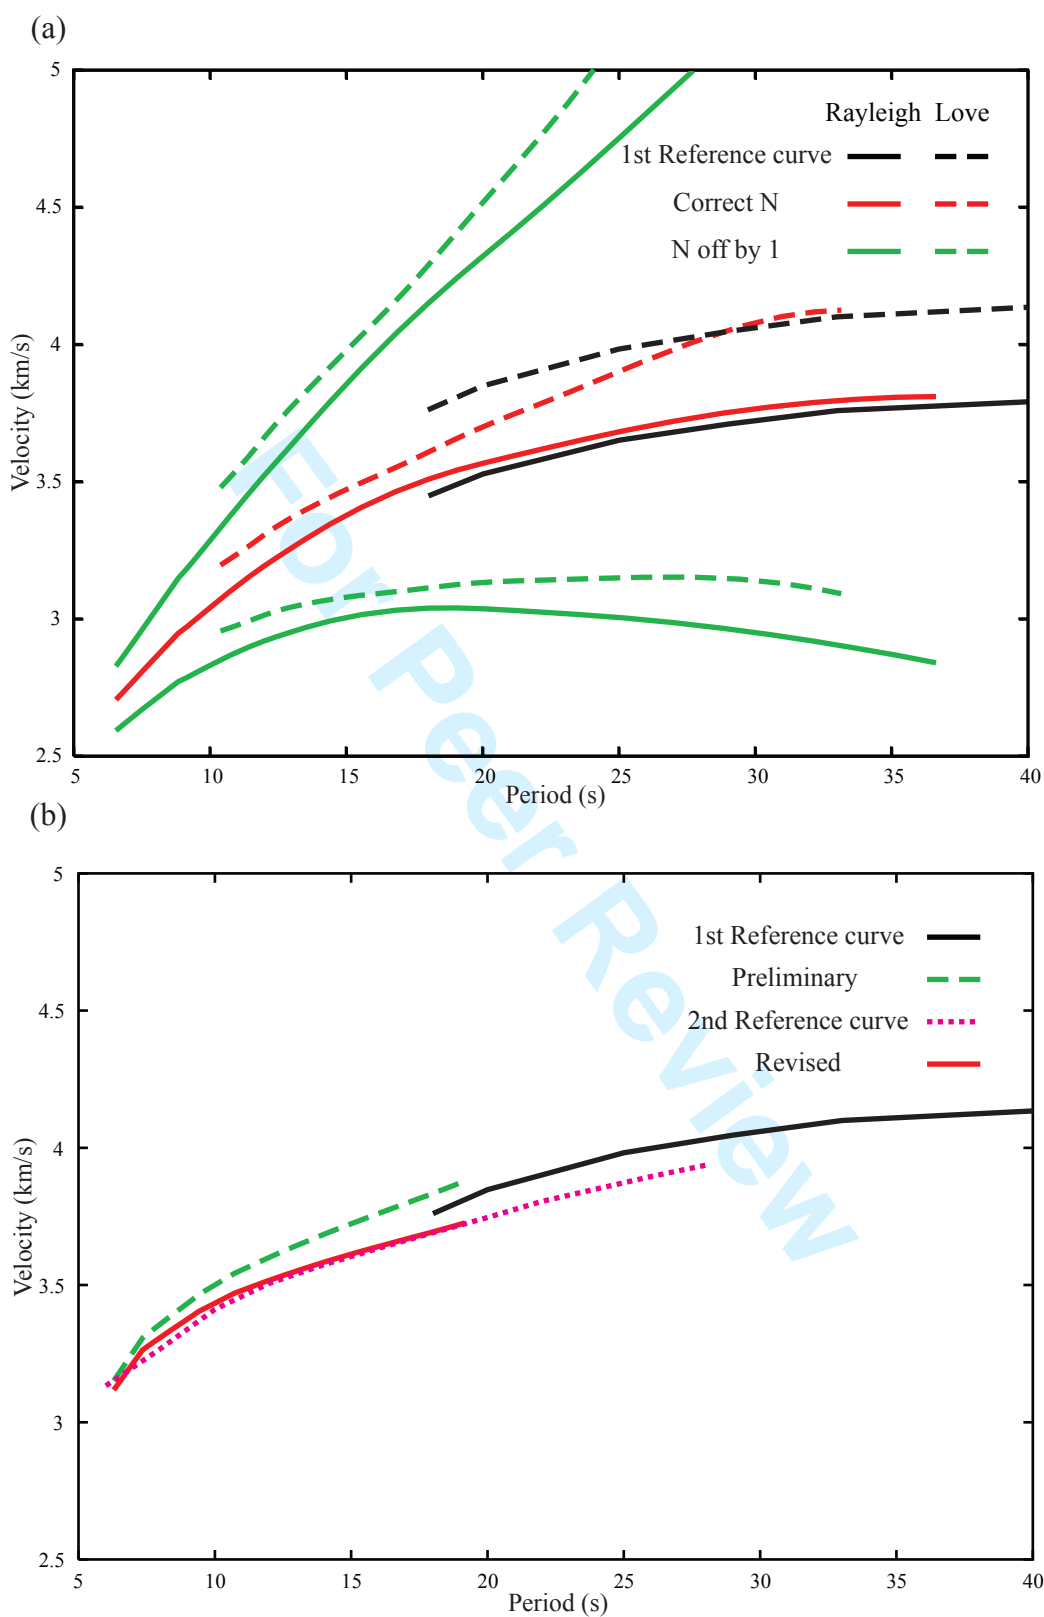 (a)
5
4.5
4
3.5
3
2.5
Velocity (km/s)
Rayleigh Love
1st Reference curve
Correct N
N off by 1
5 10 15 20 25 30 35 40
Period (s)
For Peer Review
(b)
5
4.5
4
3.5
3
2.5
Velocity (km/s)
1st Reference curve
Preliminary
2nd Reference curve
Revised
5 10 15 20 25 30 35 40
Period (s)